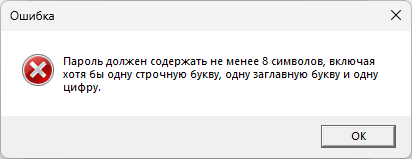 Ошибка
Пароль должен содержать не менее 8 символов, включая
хотя бы одну строчную букву, одну заглавную букву и одну
цифру.
OK